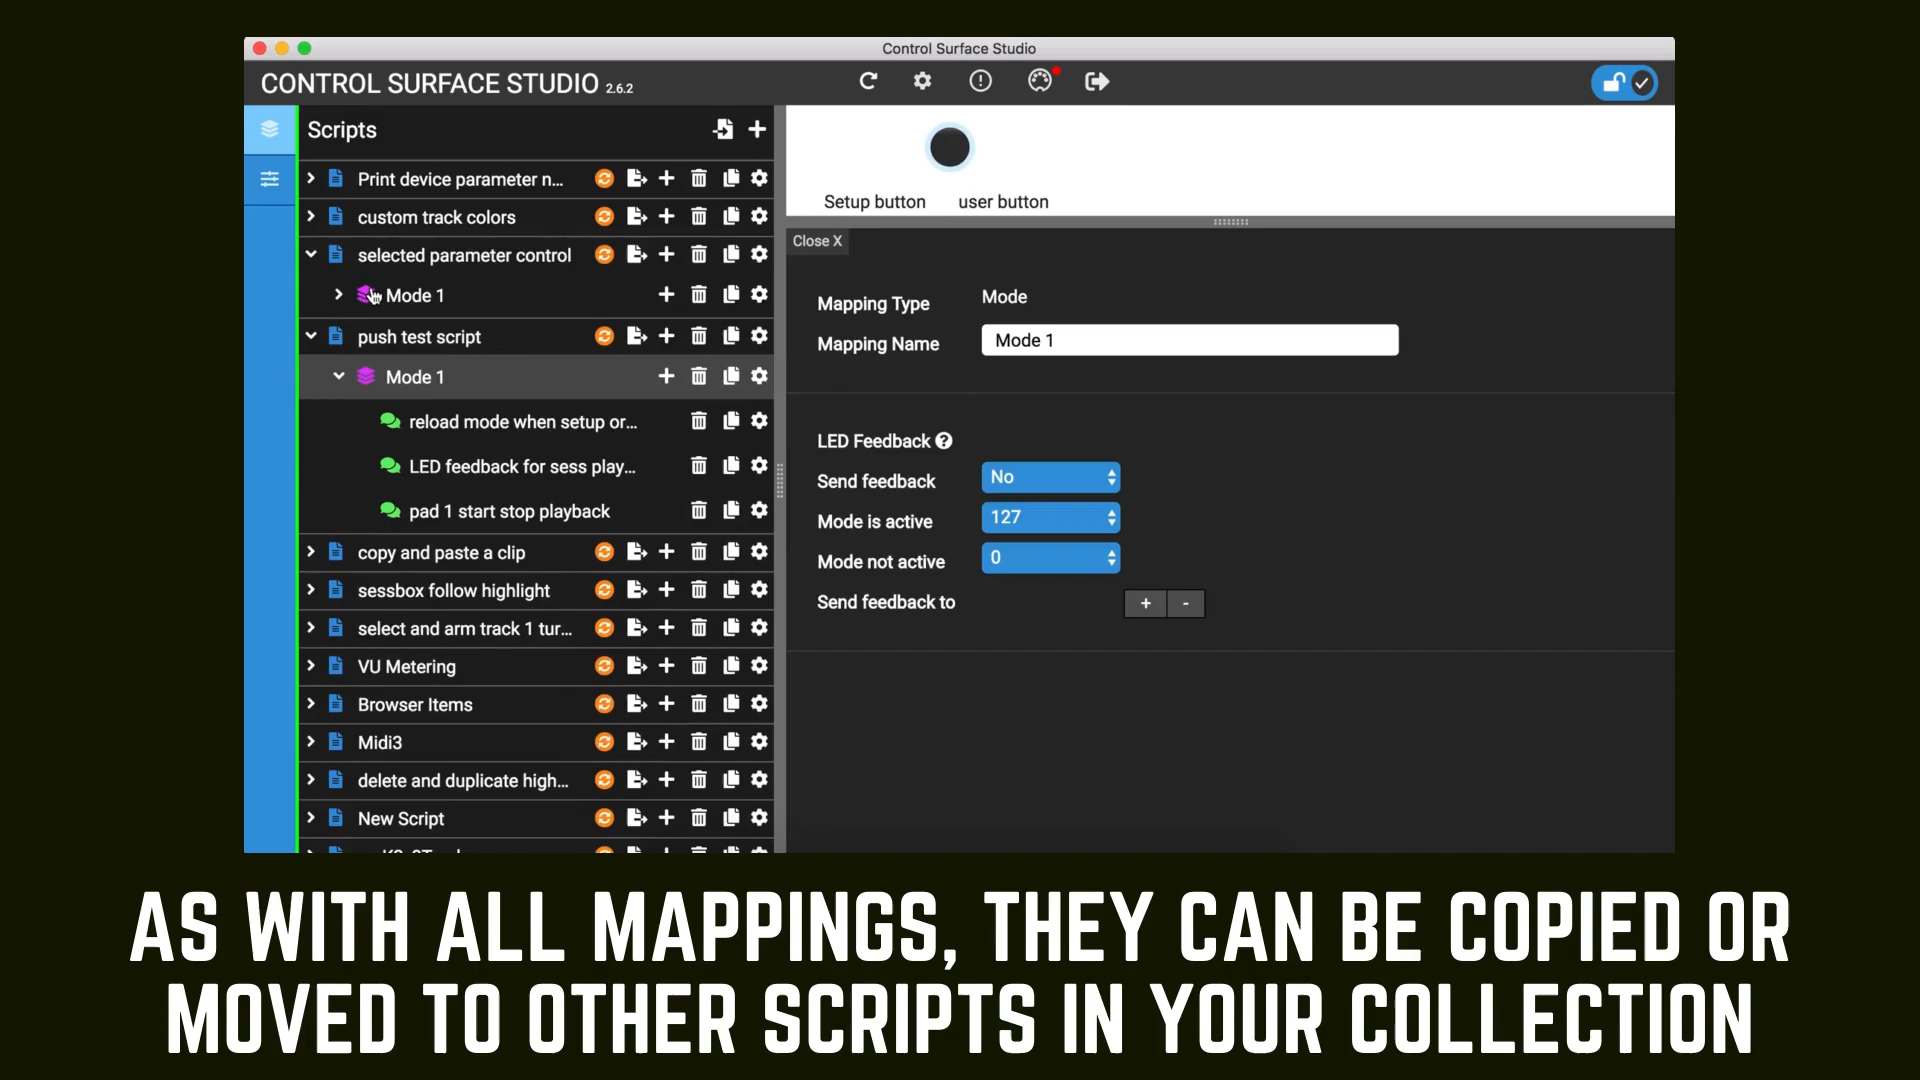 Control Surface Studio
CONTROL SURFACE STUDIO 2.6.2
Scripts
Print device parameter n...
custom track colors
selected parameter control
Mode 1
push test script
Mode 1
reload mode when setup or...
LED feedback for sess play...
pad 1 start stop playback
copy and paste a clip
sessbox follow highlight
select and arm track 1 tur...
VU Metering
Browser Items
Midi3
delete and duplicate high...
New Script
Setup button
user button
Close X
Mapping Type Mode
Mapping Name Mode 1
LED Feedback
Send feedback No
Mode is active 127
Mode not active 0
Send feedback to + -
AS WITH ALL MAPPINGS, THEY CAN BE COPIED OR
MOVED TO OTHER SCRIPTS IN YOUR COLLECTION